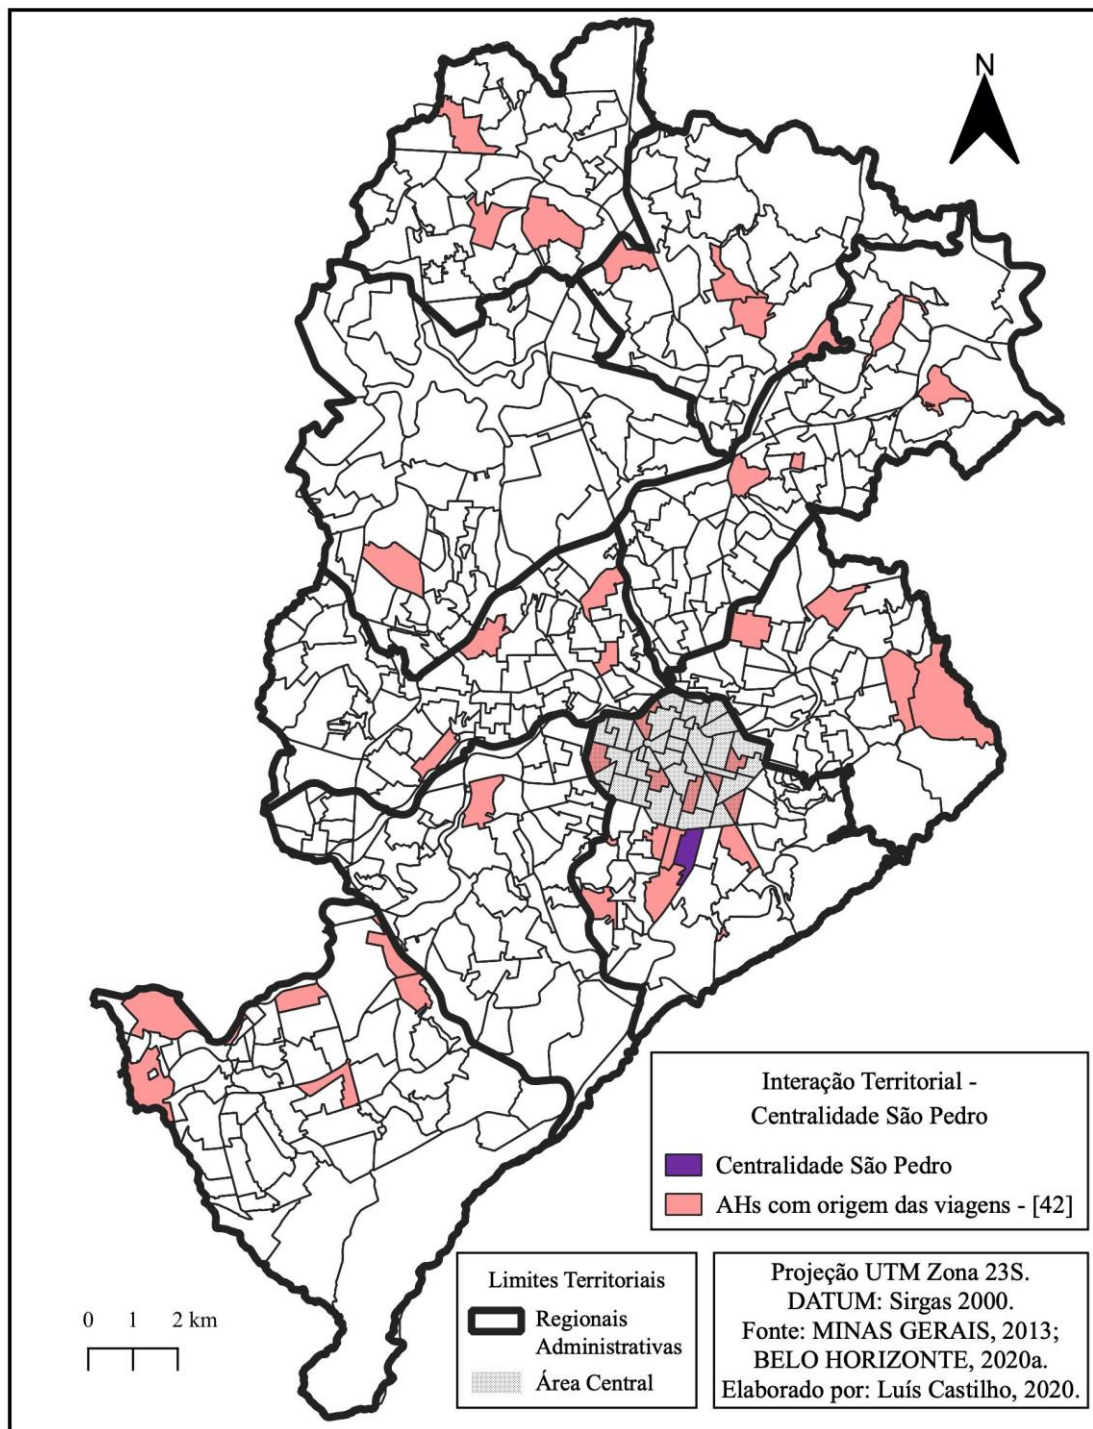 N
Interação Territorial -
Centralidade São Pedro
Centralidade São Pedro
AHs com origem das viagens - [42]
Limites Territoriais
Regionais
Administrativas
Área Central
Projeção UTM Zona 23S.
DATUM: Sirgas 2000.
Fonte: MINAS GERAIS, 2013;
BELO HORIZONTE, 2020a.
Elaborado por: Luís Castilho, 2020.
0 1 2 km